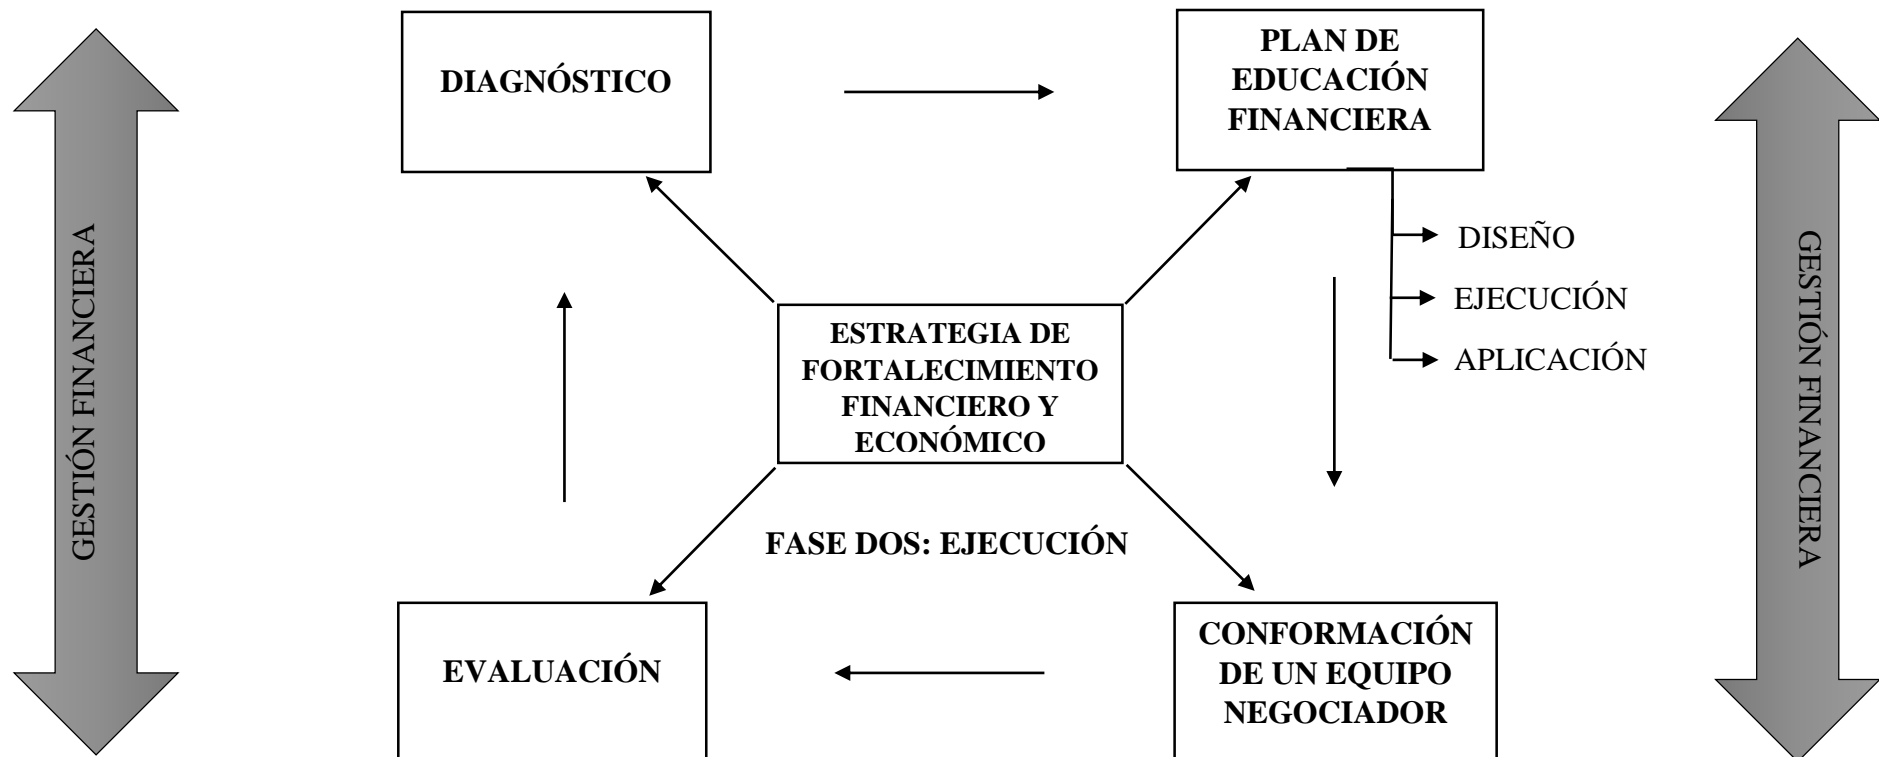 DIAGNÓSTICO
PLAN DE
EDUCACIÓN
FINANCIERA
DISEÑO
EJECUCIÓN
APLICACIÓN
GESTIÓN FINANCIERA
ESTRATEGIA DE
FORTALECIMIENTO
FINANCIERO Y
ECONÓMICO
GESTIÓN FINANCIERA
FASE DOS: EJECUCIÓN
EVALUACIÓN
CONFORMACIÓN
DE UN EQUIPO
NEGOCIADOR